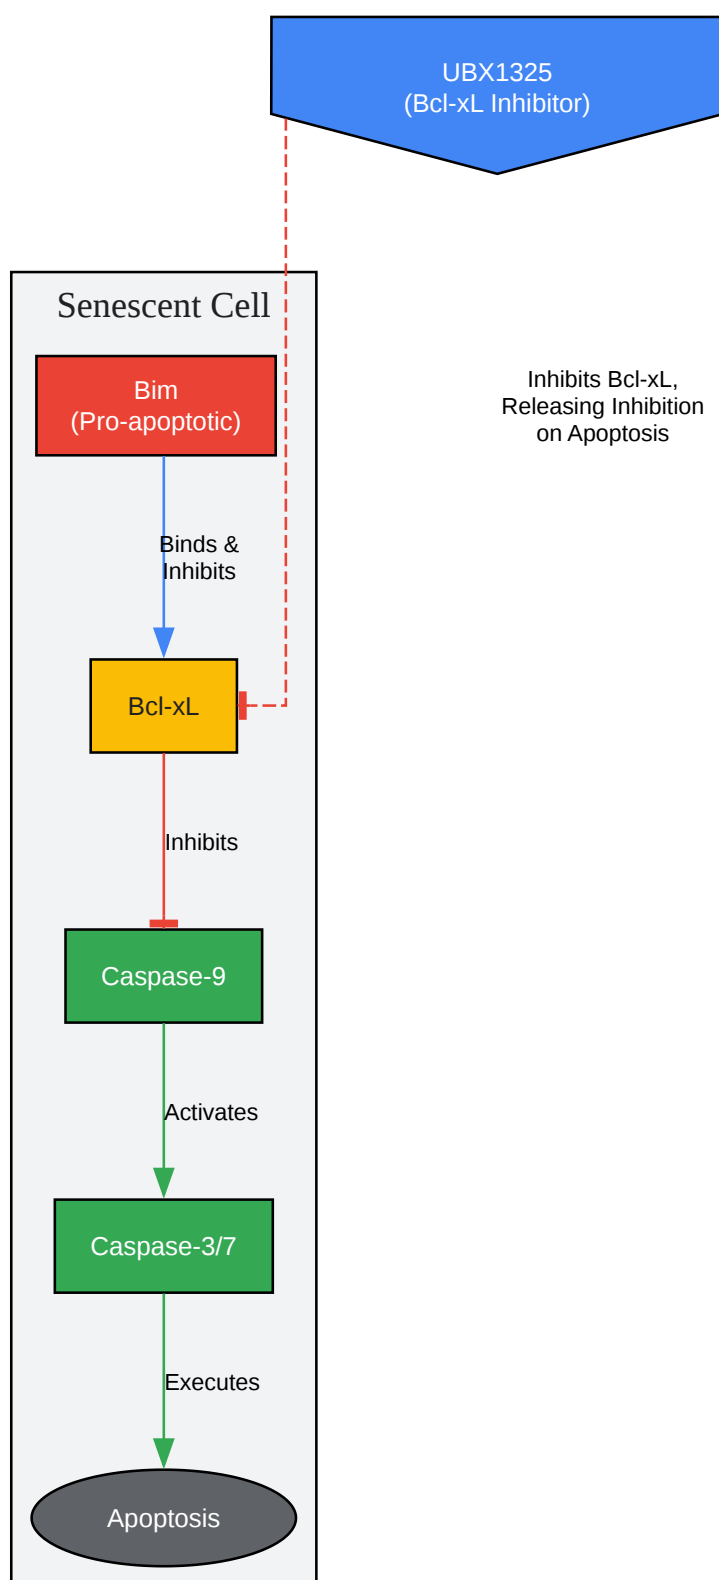 UBX1325
(Bcl-xL Inhibitor)
Senescent Cell
Bim
(Pro-apoptotic)
Inhibits Bcl-xL,
Releasing Inhibition
on Apoptosis
Binds &
Inhibits
Bcl-xL
Inhibits
Caspase-9
Activates
Caspase-3/7
Executes
Apoptosis